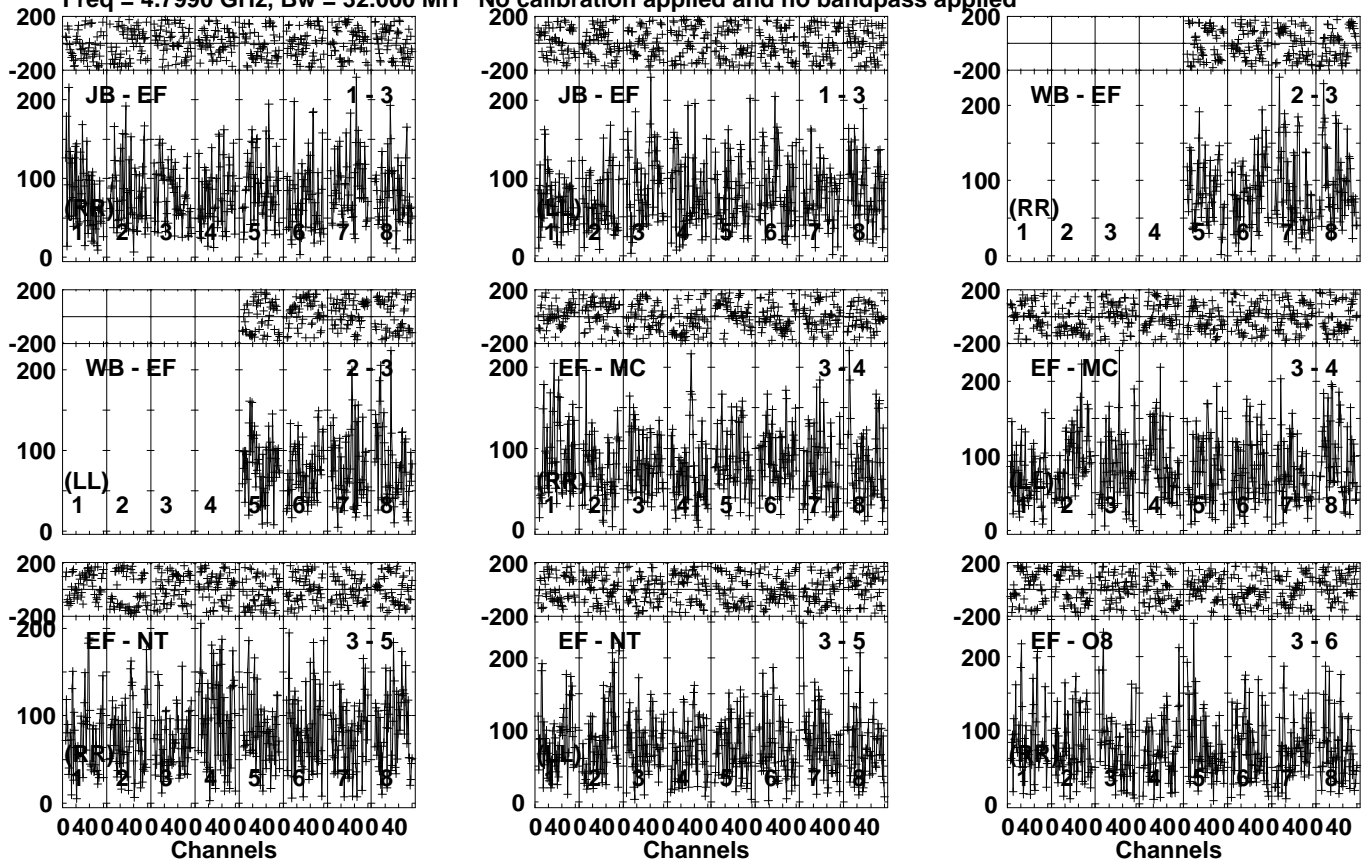 Freq = 4.7990 GHz, Bw = 32.000 MH No calibration applied and no bandpass applied
200 200 200
-200 -200 -200
JB - EF 1 - 3 JB - EF 1 - 3 WB - EF 2 - 3
200 200 200
100 100 100
(RR) (LL) (RR)
1 2 3 4 5 6 7 8 1 2 3 4 5 6 7 8 1 2 3 4 5 6 7 8
0 0 0
200 200 200
-200 -200 -200
WB - EF 2 - 3 EF - MC 3 - 4 EF - MC 3 - 4
200 200 200
100 100 100
(LL) (RR) (LL)
1 2 3 4 5 6 7 8 1 2 3 4 5 6 7 8 1 2 3 4 5 6 7 8
0 0 0
200 200 200
-200 -200 -200
200
EF - NT 3 - 5 EF - NT 3 - 5 EF - O8 3 - 6
200 200
100 100 100
(RR) (LL) (RR)
1 2 3 4 5 6 7 8 1 2 3 4 5 6 7 8 1 2 3 4 5 6 7 8
0 0 0
0 40 0 40 0 40 0 40 0 40 0 40 0 40 0 40 0 40 0 40 0 40 0 40 0 40 0 40 0 40 0 40 0 40 0 40 0 40 0 40 0 40 0 40 0 40 0 40
Channels Channels Channels